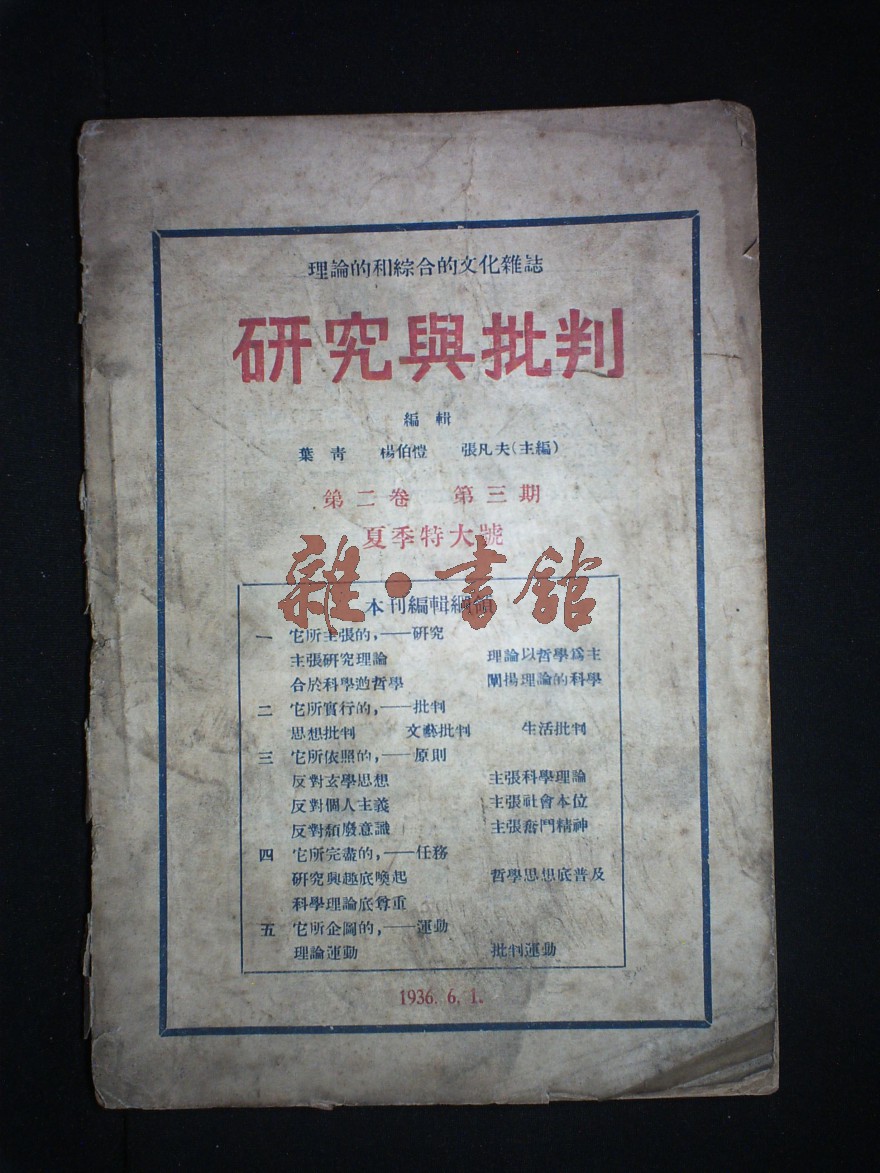 理論的和綜合的文化雜誌
研究與批判
編輯
葉青 楊伯愷 張凡夫(主編)
第二卷 第三期
夏季特大號
雜·書館
本刊編輯綱領
一 它所主張的,——研究
主張研究理論 理論以哲學爲主
合於科學造哲學 闡揚理論的科學
二 它所實行的,——批判
思想批判 文藝批判 生活批判
三 它所依照的,——原則
反對玄學思想 主張科學理論
反對個人主義 主張社會本位
反對頹廢意識 主張奮鬥精神
四 它所完盡的,——任務
研究興趣底喚起 哲學思想底普及
科學理論底尊重
五 它所企圖的,——運動
理論運動 批判運動
1936. 6. 1.